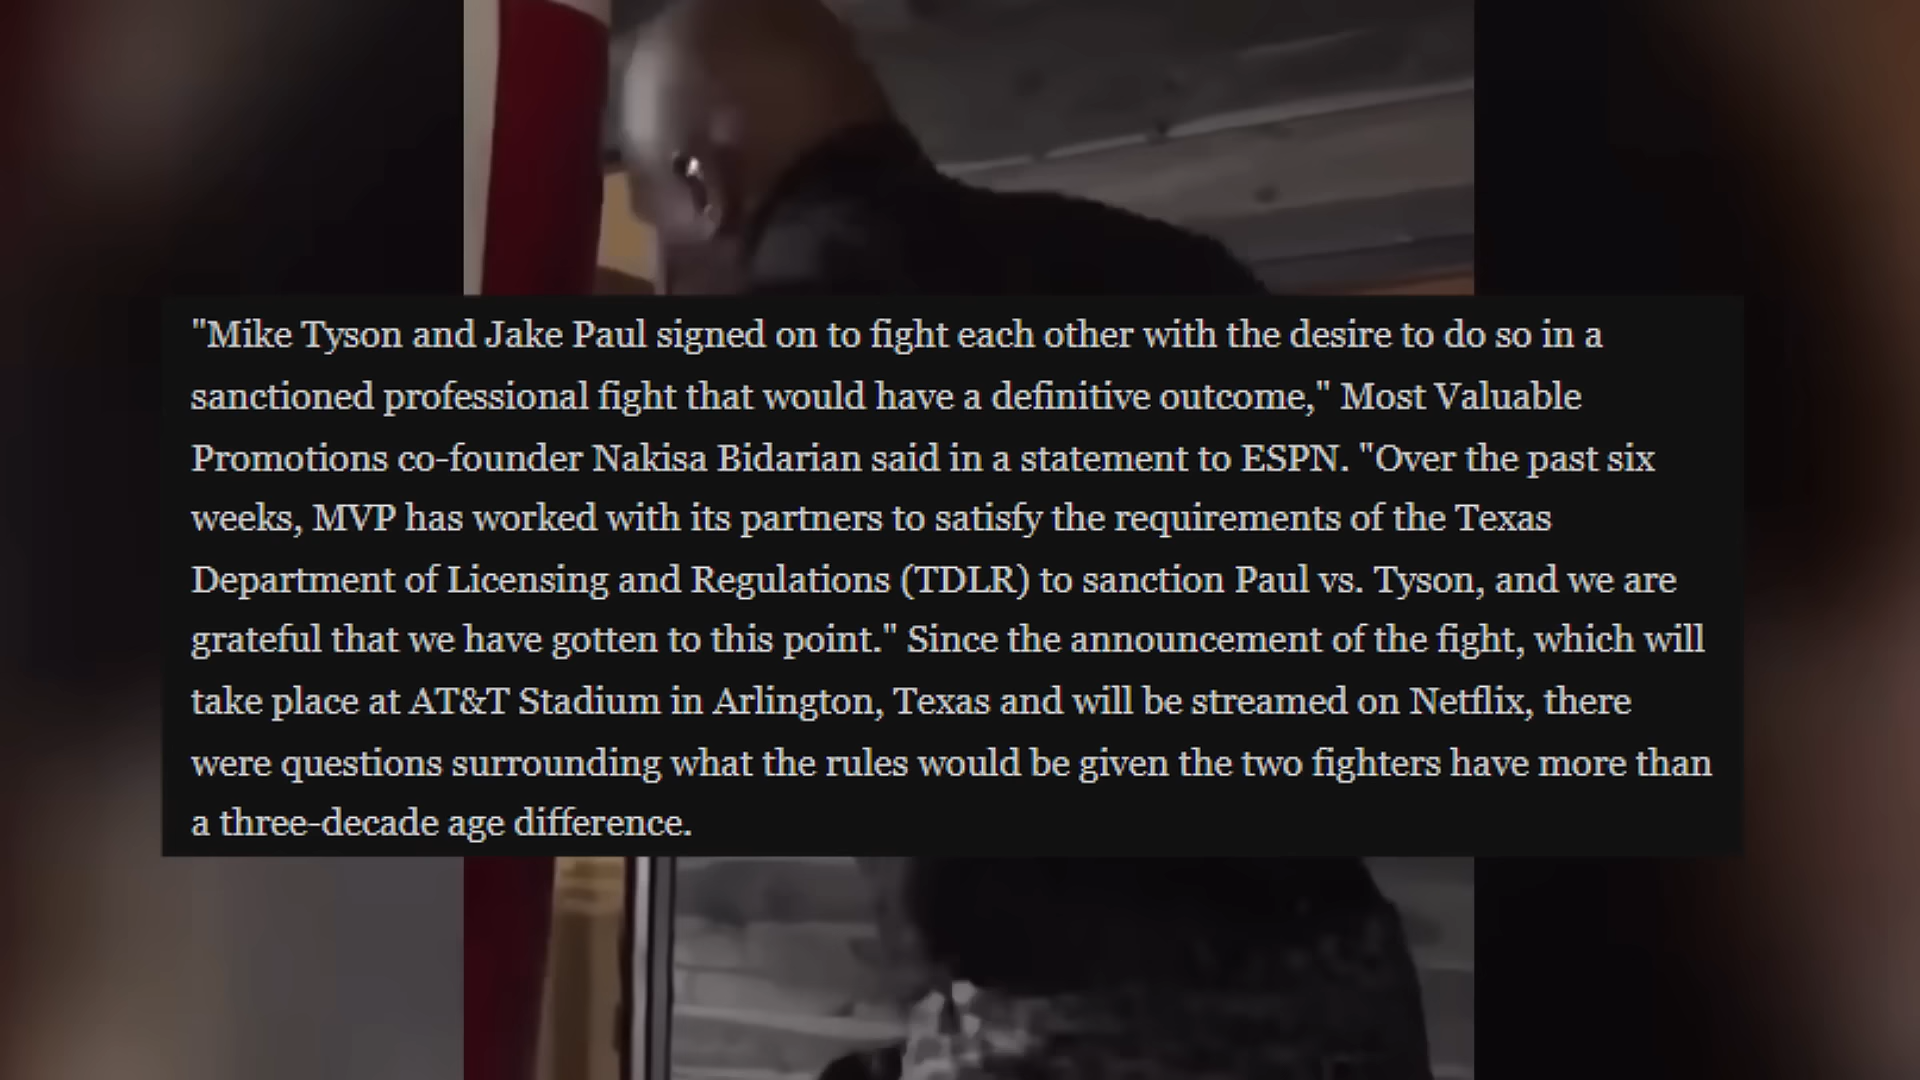 "Mike Tyson and Jake Paul signed on to fight each other with the desire to do so in a
sanctioned professional fight that would have a definitive outcome," Most Valuable
Promotions co-founder Nakisa Bidarian said in a statement to ESPN. "Over the past six
weeks, MVP has worked with its partners to satisfy the requirements of the Texas
Department of Licensing and Regulations (TDLR) to sanction Paul vs. Tyson, and we are
grateful that we have gotten to this point." Since the announcement of the fight, which will
take place at AT&T Stadium in Arlington, Texas and will be streamed on Netflix, there
were questions surrounding what the rules would be given the two fighters have more than
a three-decade age difference.